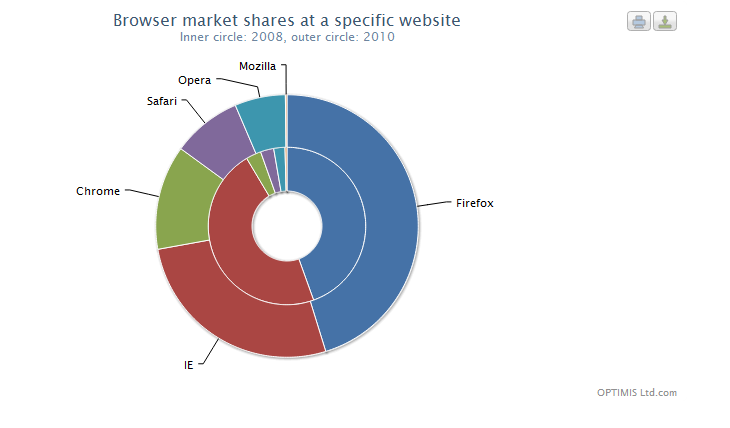 Browser market shares at a specific website
Inner circle: 2008, outer circle: 2010
Mozilla
Opera
Safari
Chrome
Firefox
IE
OPTIMIS Ltd.com